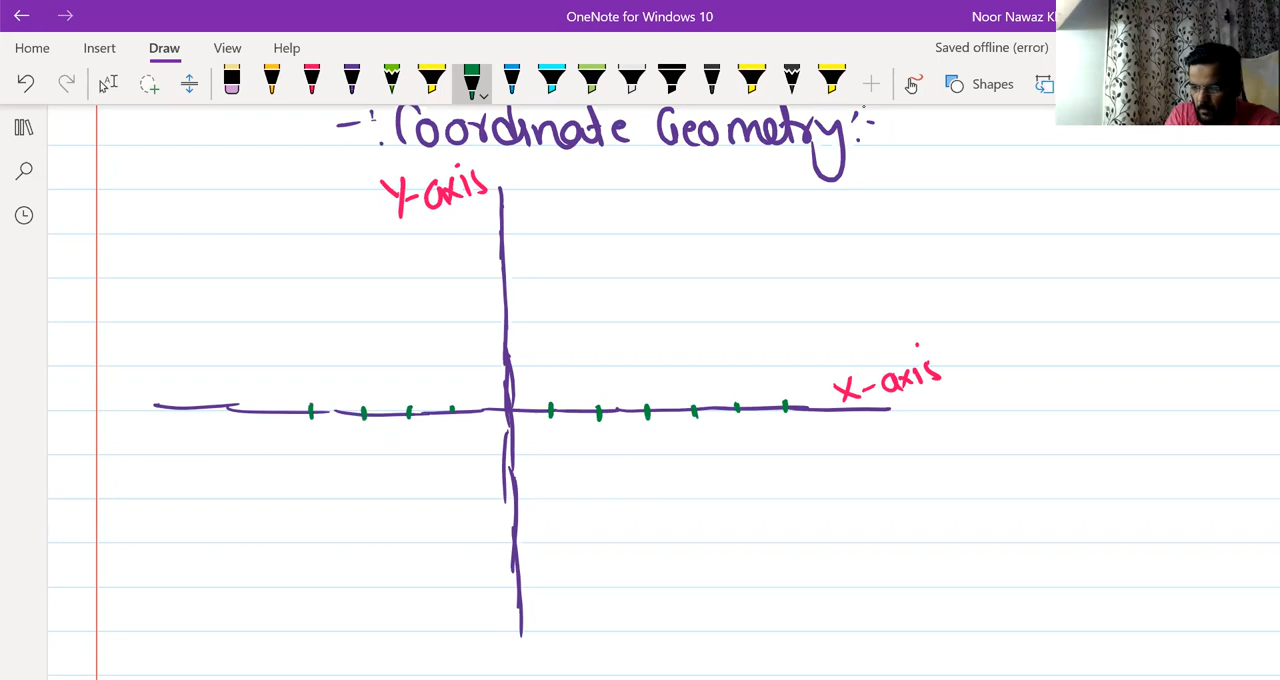 OneNote for Windows 10
Noor Nawaz Kh
Home Insert Draw View Help
Saved offline (error)
Shapes
-: Coordinate Geometry :-
Y-axis
X-axis